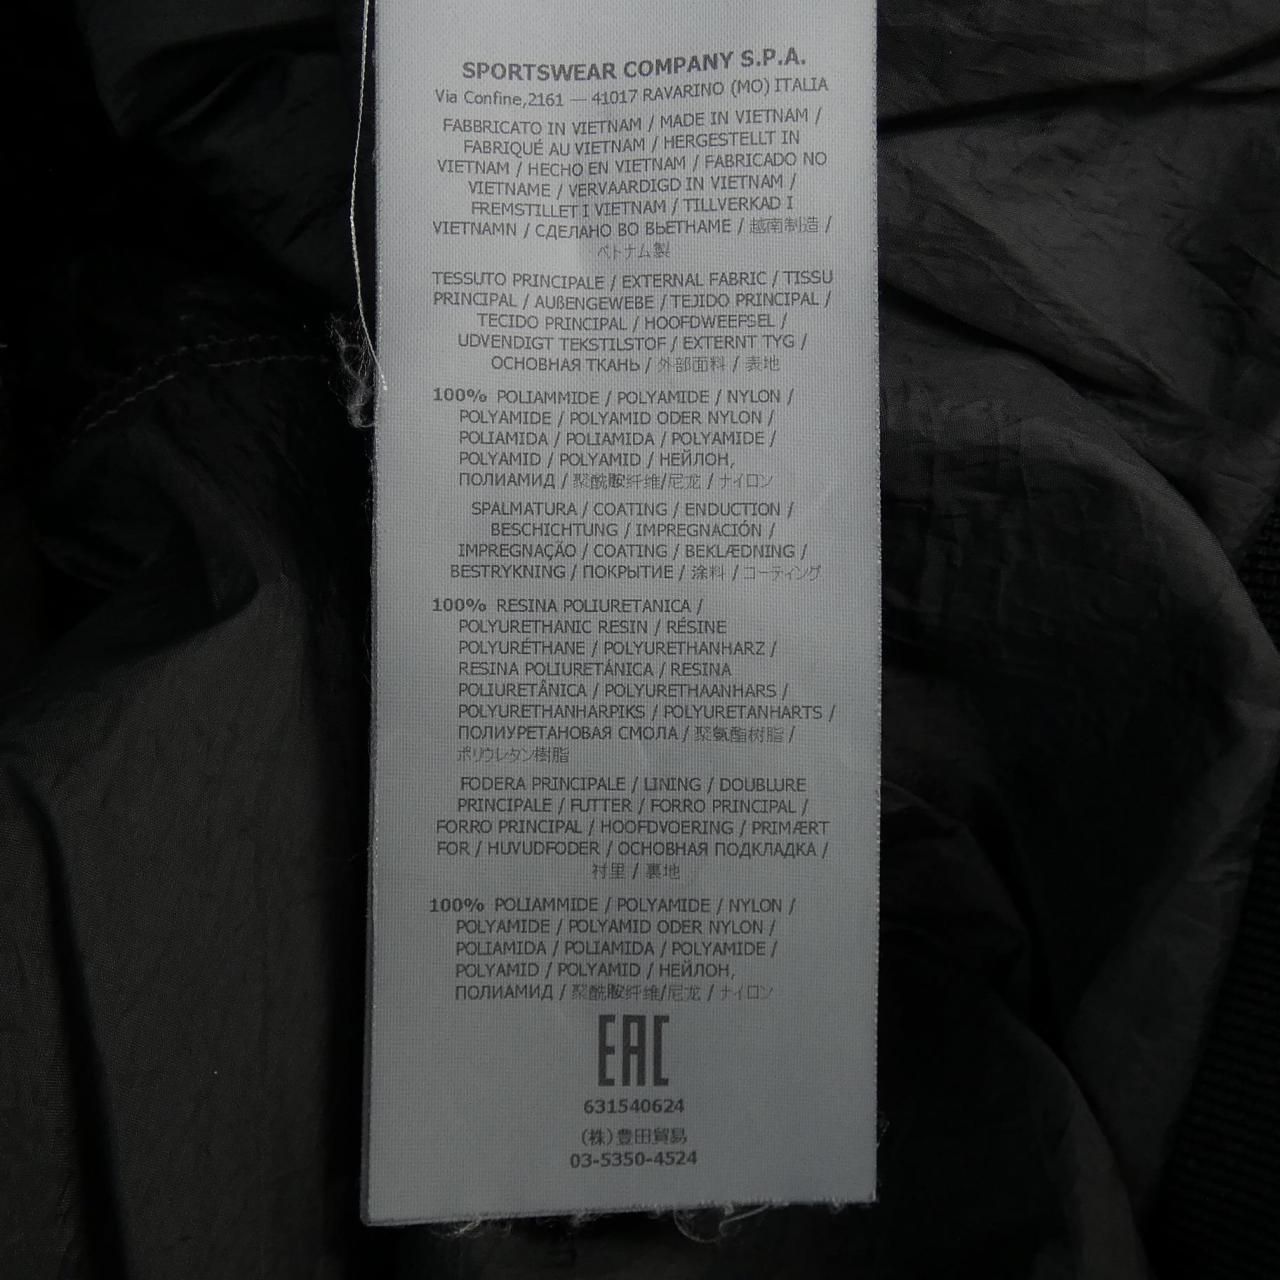 SPORTSWEAR COMPANY S.P.A.
Via Confine,2161 — 41017 RAVARINO (MO) ITALIA
FABBRICATO IN VIETNAM / MADE IN VIETNAM /
FABRIQUÉ AU VIETNAM / HERGESTELLT IN
VIETNAM / HECHO EN VIETNAM / FABRICADO NO
VIETNAME / VERVAARDIGD IN VIETNAM /
FREMSTILLET I VIETNAM / TILLVERKAD I
VIETNAMN / СДЕЛАНО ВО ВЬЕТНАМЕ / 越南制造 /
ベトナム製
TESSUTO PRINCIPALE / EXTERNAL FABRIC / TISSU
PRINCIPAL / AUßENGEWEBE / TEJIDO PRINCIPAL /
TECIDO PRINCIPAL / HOOFDWEEFSEL /
UDVENDIGT TEKSTILSTOF / EXTERNT TYG /
ОСНОВНАЯ ТКАНЬ / 外部面料 / 表地
100% POLIAMMIDE / POLYAMIDE / NYLON /
POLYAMIDE / POLYAMID ODER NYLON /
POLIAMIDA / POLIAMIDA / POLYAMIDE /
POLYAMID / POLYAMID / НЕЙЛОН,
ПОЛИАМИД / 聚酰胺纤维/尼龙 / ナイロン
SPALMATURA / COATING / ENDUCTION /
BESCHICHTUNG / IMPREGNACIÓN /
IMPREGNAÇÃO / COATING / BEKLÆDNING /
BESTRYKNING / ПОКРЫТИЕ / 涂料 / コーティング
100% RESINA POLIURETANICA /
POLYURETHANIC RESIN / RÉSINE
POLYURÉTHANE / POLYURETHANHARZ /
RESINA POLIURETÁNICA / RESINA
POLIURETÂNICA / POLYURETHAANHARS /
POLYURETHANHARPIKS / POLYURETANHARTS /
ПОЛИУРЕТАНОВАЯ СМОЛА / 聚氨酯树脂 /
ポリウレタン樹脂
FODERA PRINCIPALE / LINING / DOUBLURE
PRINCIPALE / FUTTER / FORRO PRINCIPAL /
FORRO PRINCIPAL / HOOFDVOERING / PRIMÆRT
FOR / HUVUDFODER / ОСНОВНАЯ ПОДКЛАДКА /
衬里 / 裏地
100% POLIAMMIDE / POLYAMIDE / NYLON /
POLYAMIDE / POLYAMID ODER NYLON /
POLIAMIDA / POLIAMIDA / POLYAMIDE /
POLYAMID / POLYAMID / НЕЙЛОН,
ПОЛИАМИД / 聚酰胺纤维/尼龙 / ナイロン
EAC
631540624
(株)豊田貿易
03-5350-4524